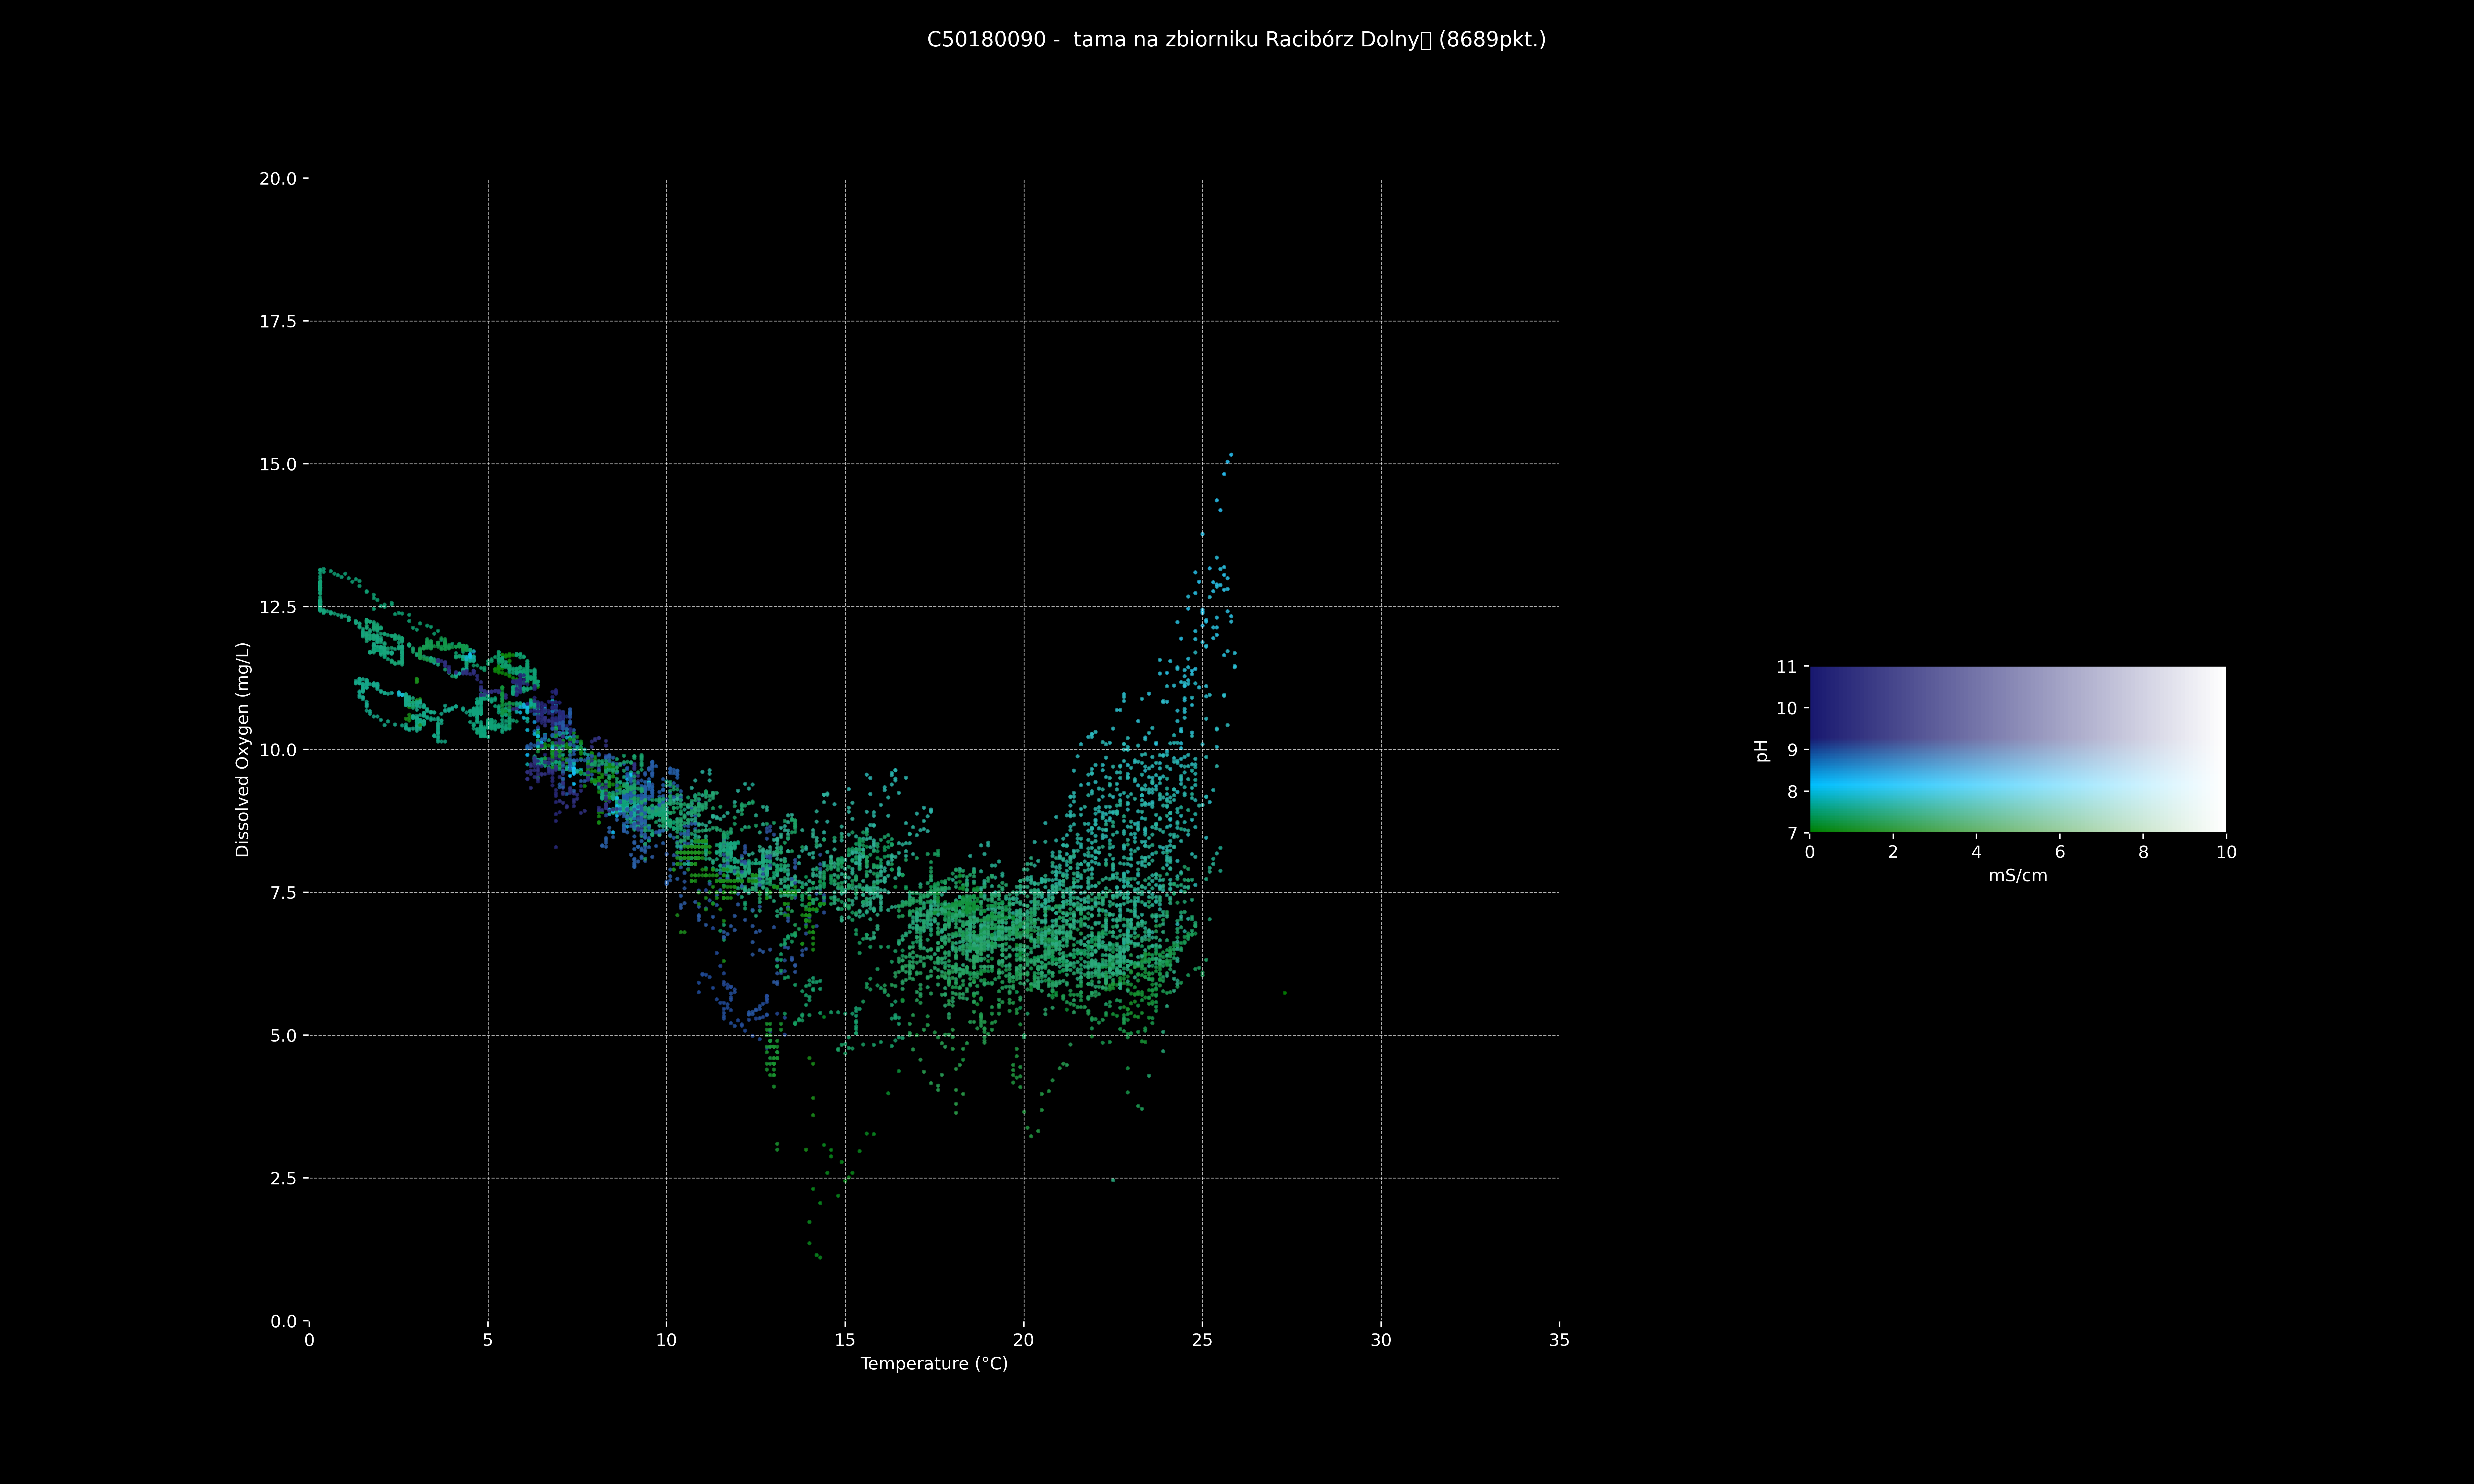 C50180090 -  tama na zbiorniku Racibórz Dolny (8689pkt.)
20.0
17.5
15.0
12.5
10.0
7.5
5.0
2.5
0.0
Dissolved Oxygen (mg/L)
0 5 10 15 20 25 30 35
Temperature (°C)
11
10
9
8
7
pH
0 2 4 6 8 10
mS/cm